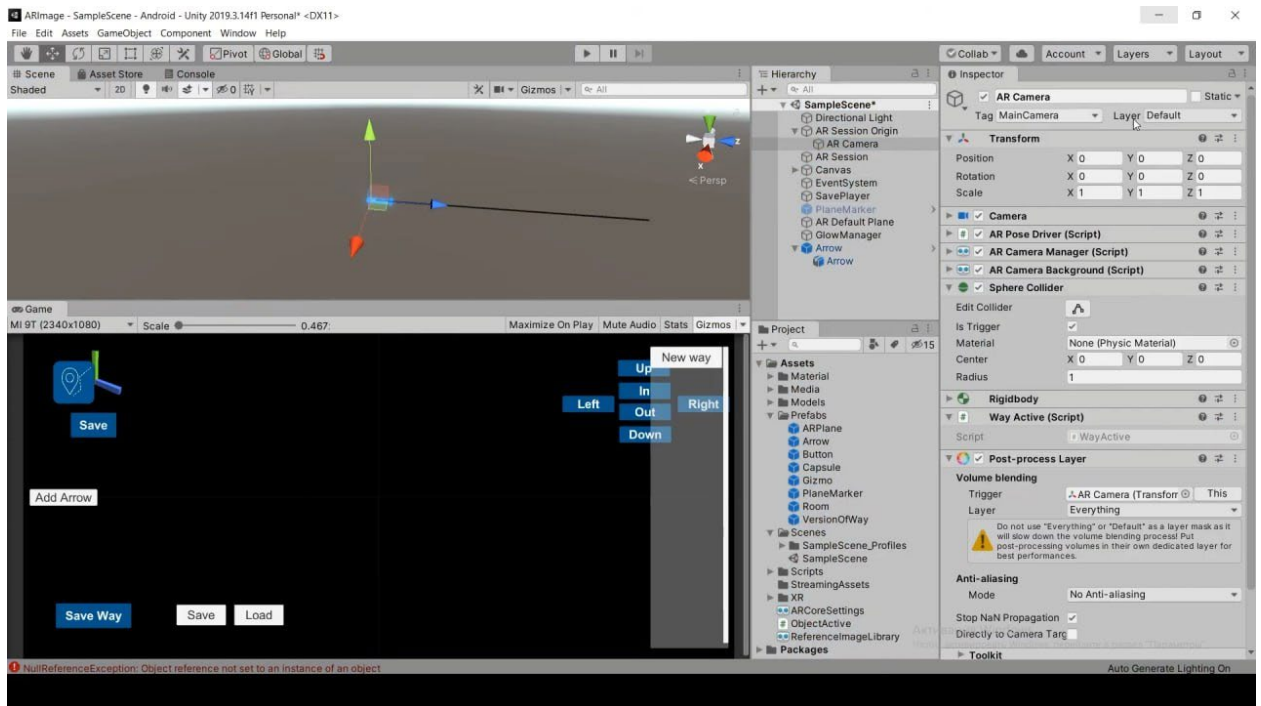 ARImage - SampleScene - Android - Unity 2019.3.14f1 Personal* <DX11>
File Edit Assets GameObject Component Window Help
Pivot Global
Collab Account Layers Layout
Scene Asset Store Console
Shaded 2D 0 Gizmos All
Persp
x
z
Game
MI 9T (2340x1080) Scale 0.467: Maximize On Play Mute Audio Stats Gizmos
New way
Up
In
Left Out Right
Down
Save
Add Arrow
Save Way Save Load
Hierarchy
All
SampleScene*
Directional Light
AR Session Origin
AR Camera
AR Session
Canvas
EventSystem
SavePlayer
PlaneMarker
AR Default Plane
GlowManager
Arrow
Arrow
Project
15
Assets
Material
Media
Models
Prefabs
ARPlane
Arrow
Button
Capsule
Gizmo
PlaneMarker
Room
VersionOfWay
Scenes
SampleScene_Profiles
SampleScene
Scripts
StreamingAssets
XR
ARCoreSettings
ObjectActive
ReferenceImageLibrary
Packages
Inspector
AR Camera Static
Tag MainCamera Layer Default
Transform
Position X 0 Y 0 Z 0
Rotation X 0 Y 0 Z 0
Scale X 1 Y 1 Z 1
Camera
AR Pose Driver (Script)
AR Camera Manager (Script)
AR Camera Background (Script)
Sphere Collider
Edit Collider
Is Trigger
Material None (Physic Material)
Center X 0 Y 0 Z 0
Radius 1
Rigidbody
Way Active (Script)
Script WayActive
Post-process Layer
Volume blending
Trigger AR Camera (Transforr This
Layer Everything
Do not use "Everything" or "Default" as a layer mask as it
will slow down the volume blending process! Put
post-processing volumes in their own dedicated layer for
best performances.
Anti-aliasing
Mode No Anti-aliasing
Stop NaN Propagation
Directly to Camera Targ
Toolkit
NullReferenceException: Object reference not set to an instance of an object
Auto Generate Lighting On